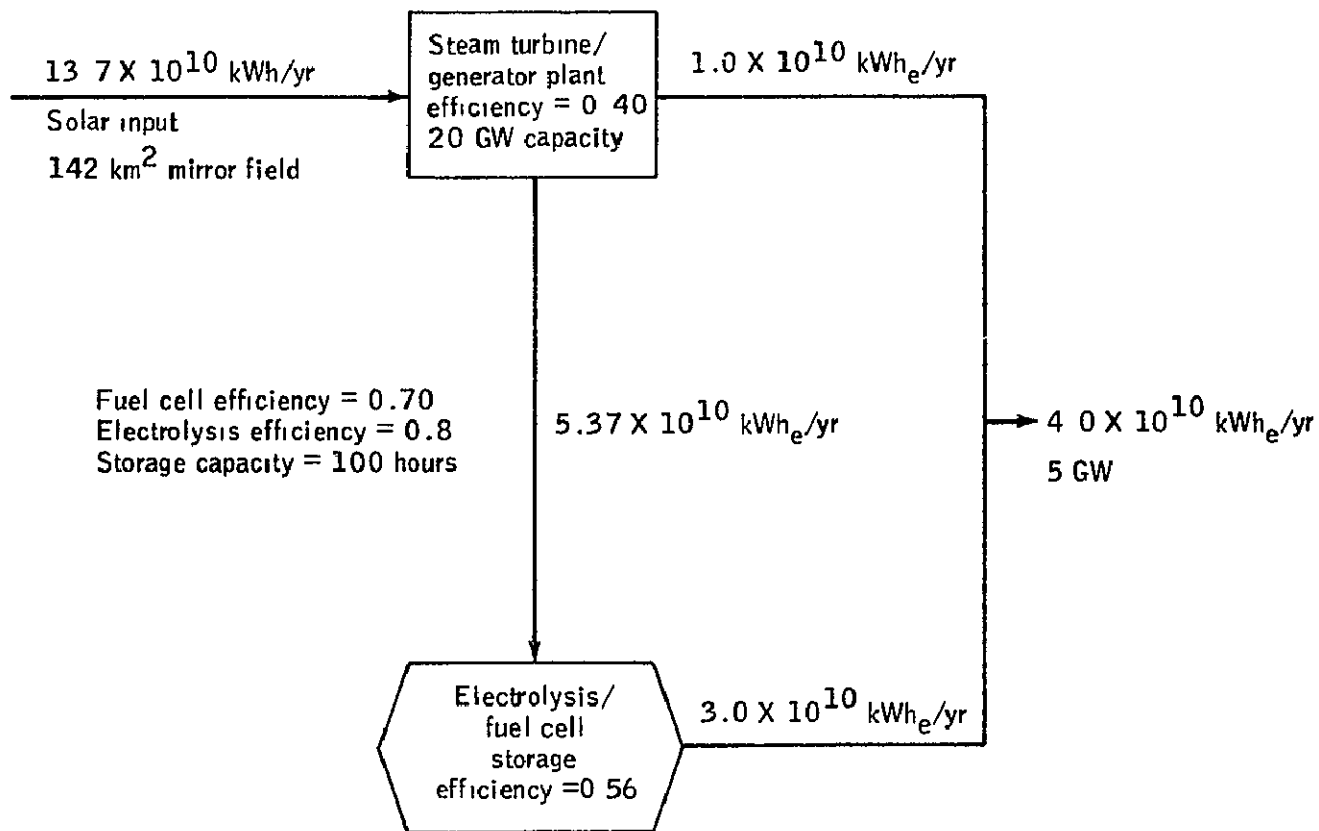 13 7 X 10^10 kWh/yr
Solar input
142 km^2 mirror field
Steam turbine/
generator plant
efficiency = 0 40
20 GW capacity
1.0 X 10^10 kWh_e/yr
Fuel cell efficiency = 0.70
Electrolysis efficiency = 0.8
Storage capacity = 100 hours
5.37 X 10^10 kWh_e/yr
4 0 X 10^10 kWh_e/yr
5 GW
Electrolysis/
fuel cell
storage
efficiency =0 56
3.0 X 10^10 kWh_e/yr